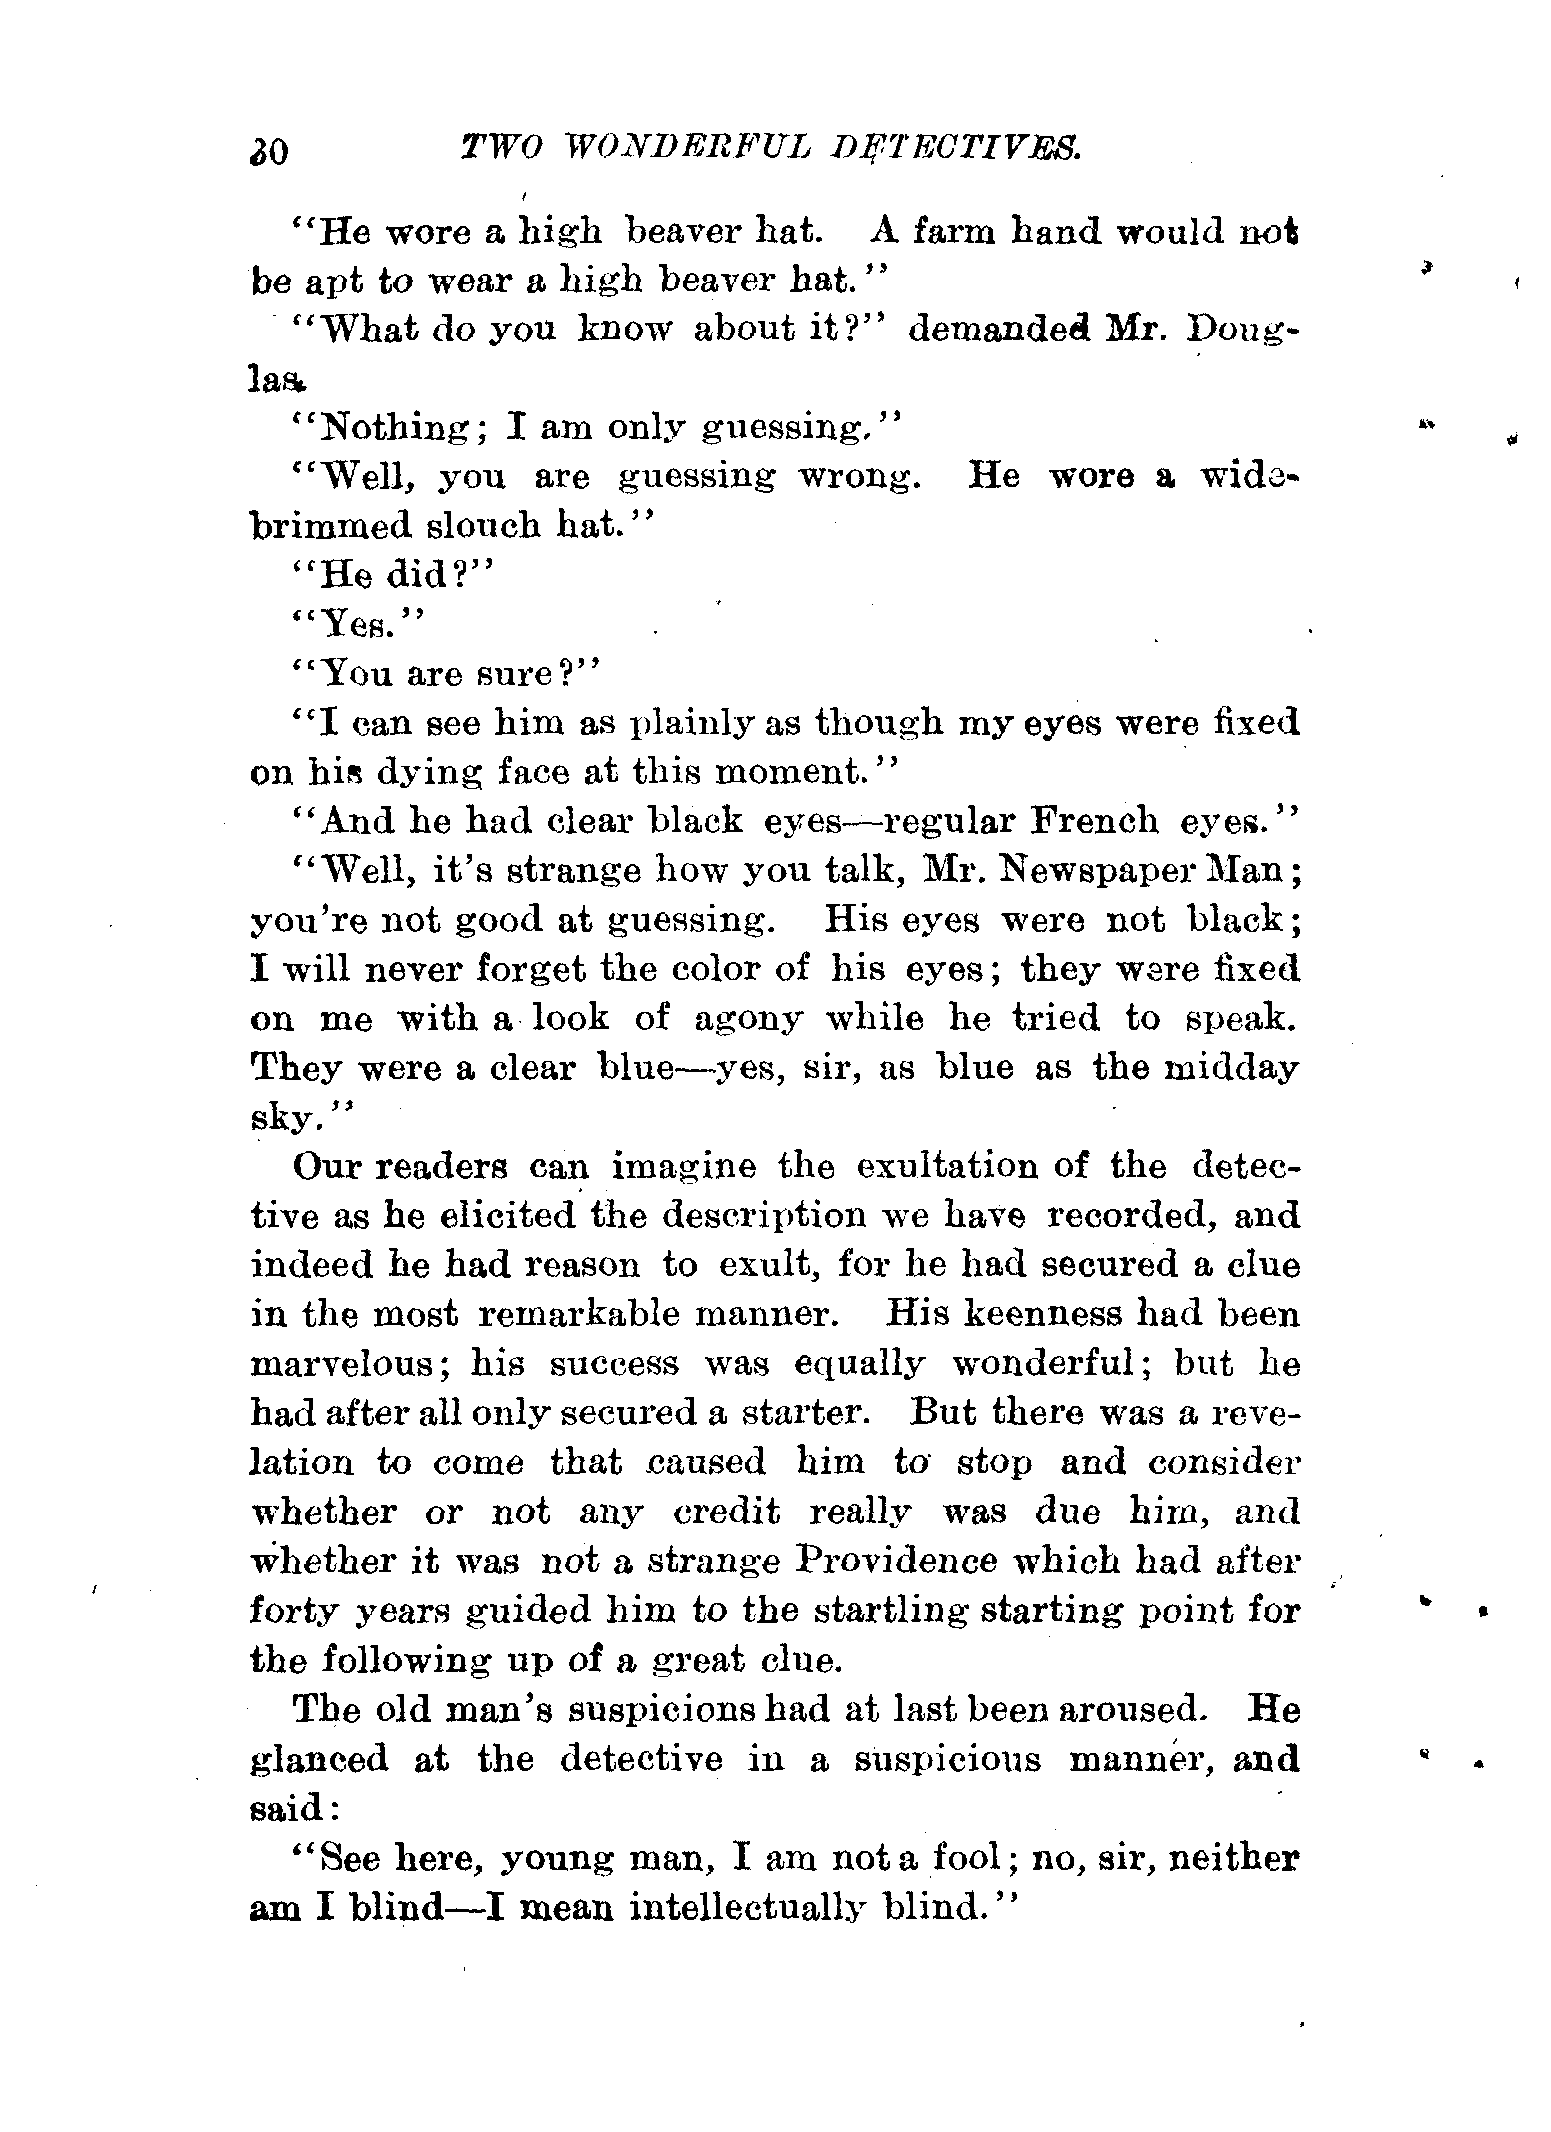 30 TWO WONDERFUL DETECTIVES.
"He wore a high beaver hat. A farm hand would not
be apt to wear a high beaver hat."
"What do you know about it?" demanded Mr. Doug-
las.
"Nothing; I am only guessing."
"Well, you are guessing wrong. He wore a wide-
brimmed slouch hat."
"He did?"
"Yes."
"You are sure?"
"I can see him as plainly as though my eyes were fixed
on his dying face at this moment."
"And he had clear black eyes—regular French eyes."
"Well, it's strange how you talk, Mr. Newspaper Man;
you're not good at guessing. His eyes were not black;
I will never forget the color of his eyes; they were fixed
on me with a look of agony while he tried to speak.
They were a clear blue—yes, sir, as blue as the midday
sky."
Our readers can imagine the exultation of the detec-
tive as he elicited the description we have recorded, and
indeed he had reason to exult, for he had secured a clue
in the most remarkable manner. His keenness had been
marvelous; his success was equally wonderful; but he
had after all only secured a starter. But there was a reve-
lation to come that caused him to stop and consider
whether or not any credit really was due him, and
whether it was not a strange Providence which had after
forty years guided him to the startling starting point for
the following up of a great clue.
The old man's suspicions had at last been aroused. He
glanced at the detective in a suspicious manner, and
said:
"See here, young man, I am not a fool; no, sir, neither
am I blind—I mean intellectually blind."